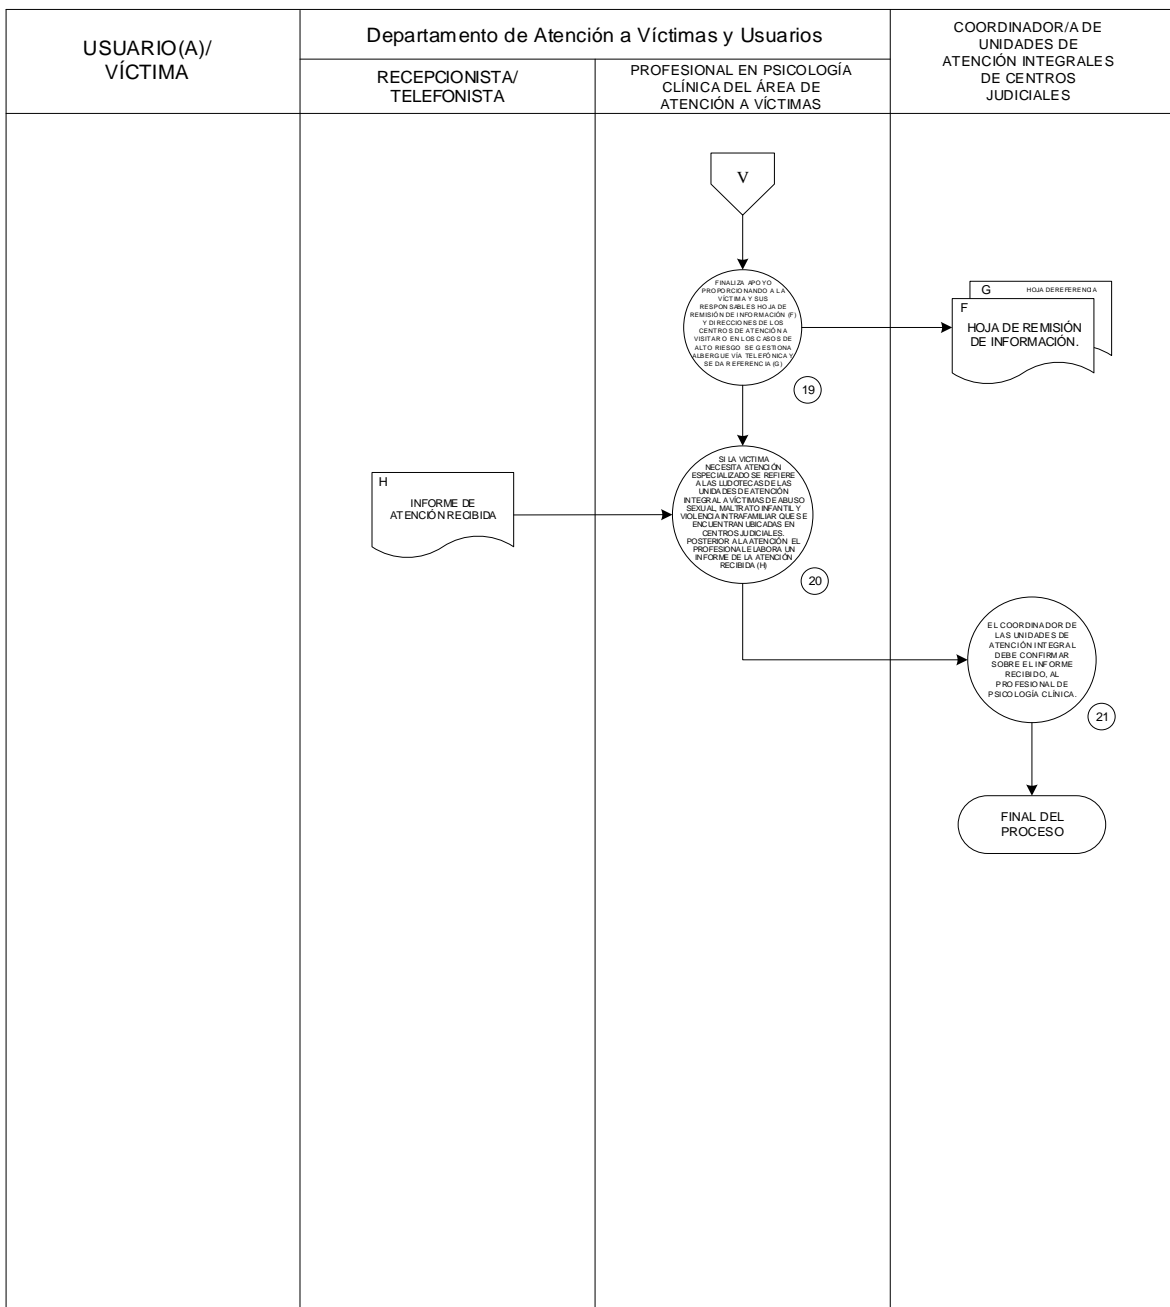 USUARIO(A)/
VÍCTIMA
Departamento de Atención a Víctimas y Usuarios
RECEPCIONISTA/
TELEFONISTA
PROFESIONAL EN PSICOLOGÍA
CLÍNICA DEL ÁREA DE
ATENCIÓN A VÍCTIMAS
COORDINADOR/A DE
UNIDADES DE
ATENCIÓN INTEGRALES
DE CENTROS
JUDICIALES
V
FINALIZA APOYO
PROPORCIONANDO A LA
VÍCTIMA Y SUS
RESPONSABLES HOJA DE
REMISIÓN DE INFORMACIÓN (F)
Y DIRECCIONES DE LOS
CENTROS DE ATENCIÓN A
VISITAR O EN LOS CASOS DE
ALTO RIESGO SE GESTIONA
ALBERGUE VÍA TELEFÓNICA Y
SE DA REFERENCIA (G)
19
G
HOJA DE REFERENCIA
F
HOJA DE REMISIÓN
DE INFORMACIÓN.
H
INFORME DE
ATENCIÓN RECIBIDA
SI LA VICTIMA
NECESITA ATENCIÓN
ESPECIALIZADO SE REFIERE
A LAS LUDOTECAS DE LAS
UNIDADES DE ATENCIÓN
INTEGRAL A VÍCTIMAS DE ABUSO
SEXUAL, MALTRATO INFANTIL Y
VIOLENCIA INTRAFAMILIAR QUE SE
ENCUENTRAN UBICADAS EN
CENTROS JUDICIALES.
POSTERIOR A LA ATENCIÓN EL
PROFESIONAL ELABORA UN
INFORME DE LA ATENCIÓN
RECIBIDA (H)
20
EL COORDINADOR DE
LAS UNIDADES DE
ATENCIÓN INTEGRAL
DEBE CONFIRMAR
SOBRE EL INFORME
RECIBIDO, AL
PROFESIONAL DE
PSICOLOGÍA CLÍNICA.
21
FINAL DEL
PROCESO